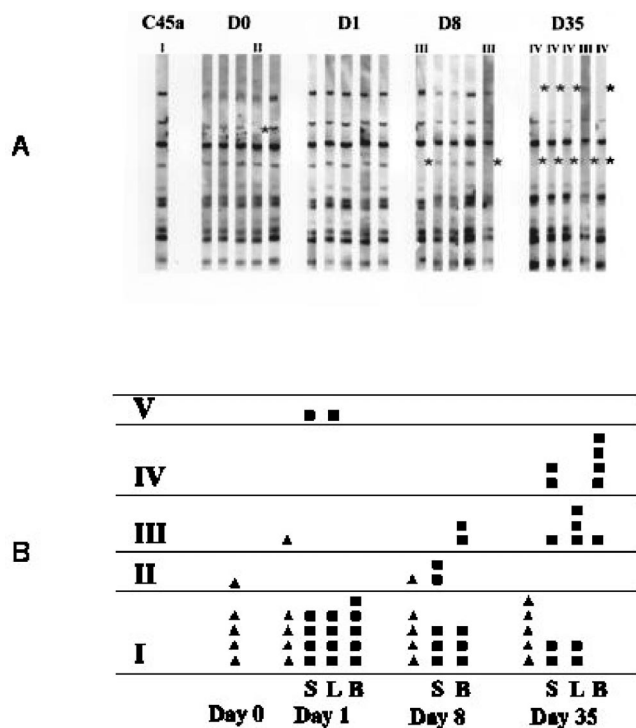 C45a D0 D1 D8 D35
I II III III IV IV IV III IV
* * * * *
A
* * * * * * *
V
IV
B
III
II
I
S L B S B S L B
Day 0 Day 1 Day 8 Day 35